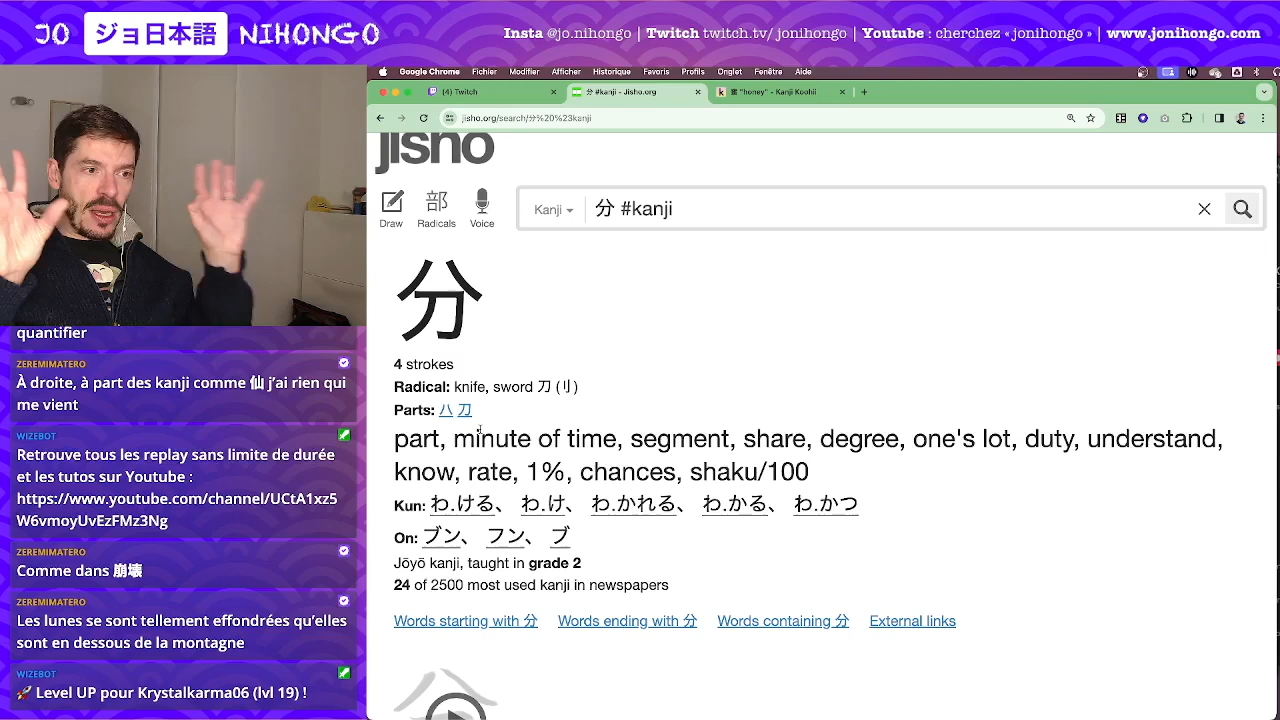 JO ジョ日本語 NIHONGO
Insta @jo.nihongo | Twitch twitch.tv/ jonihongo | Youtube : cherchez « jonihongo » | www.jonihongo.com
Google Chrome Fichier Modifier Afficher Historique Favoris Profils Onglet Fenêtre Aide
(4) Twitch
分 #kanji - Jisho.org
蜜 "honey" - Kanji Koohii
jisho.org/search/分%20%23kanji
jisho
Draw Radicals Voice
Kanji 分 #kanji
分
4 strokes
Radical: knife, sword 刀 (刂)
Parts: ハ 刀
part, minute of time, segment, share, degree, one's lot, duty, understand,
know, rate, 1%, chances, shaku/100
Kun: わ.ける、 わ.け、 わ.かれる、 わ.かる、 わ.かつ
On: ブン、 フン、 ブ
Jōyō kanji, taught in grade 2
24 of 2500 most used kanji in newspapers
Words starting with 分 Words ending with 分 Words containing 分 External links
quantifier
ZEREMIMATERO
À droite, à part des kanji comme 仙 j’ai rien qui
me vient
WIZEBOT
Retrouve tous les replay sans limite de durée
et les tutos sur Youtube :
https://www.youtube.com/channel/UCtA1xz5
W6vmoyUvEzFMz3Ng
ZEREMIMATERO
Comme dans 崩壊
ZEREMIMATERO
Les lunes se sont tellement effondrées qu’elles
sont en dessous de la montagne
WIZEBOT
🚀 Level UP pour Krystalkarma06 (lvl 19) !